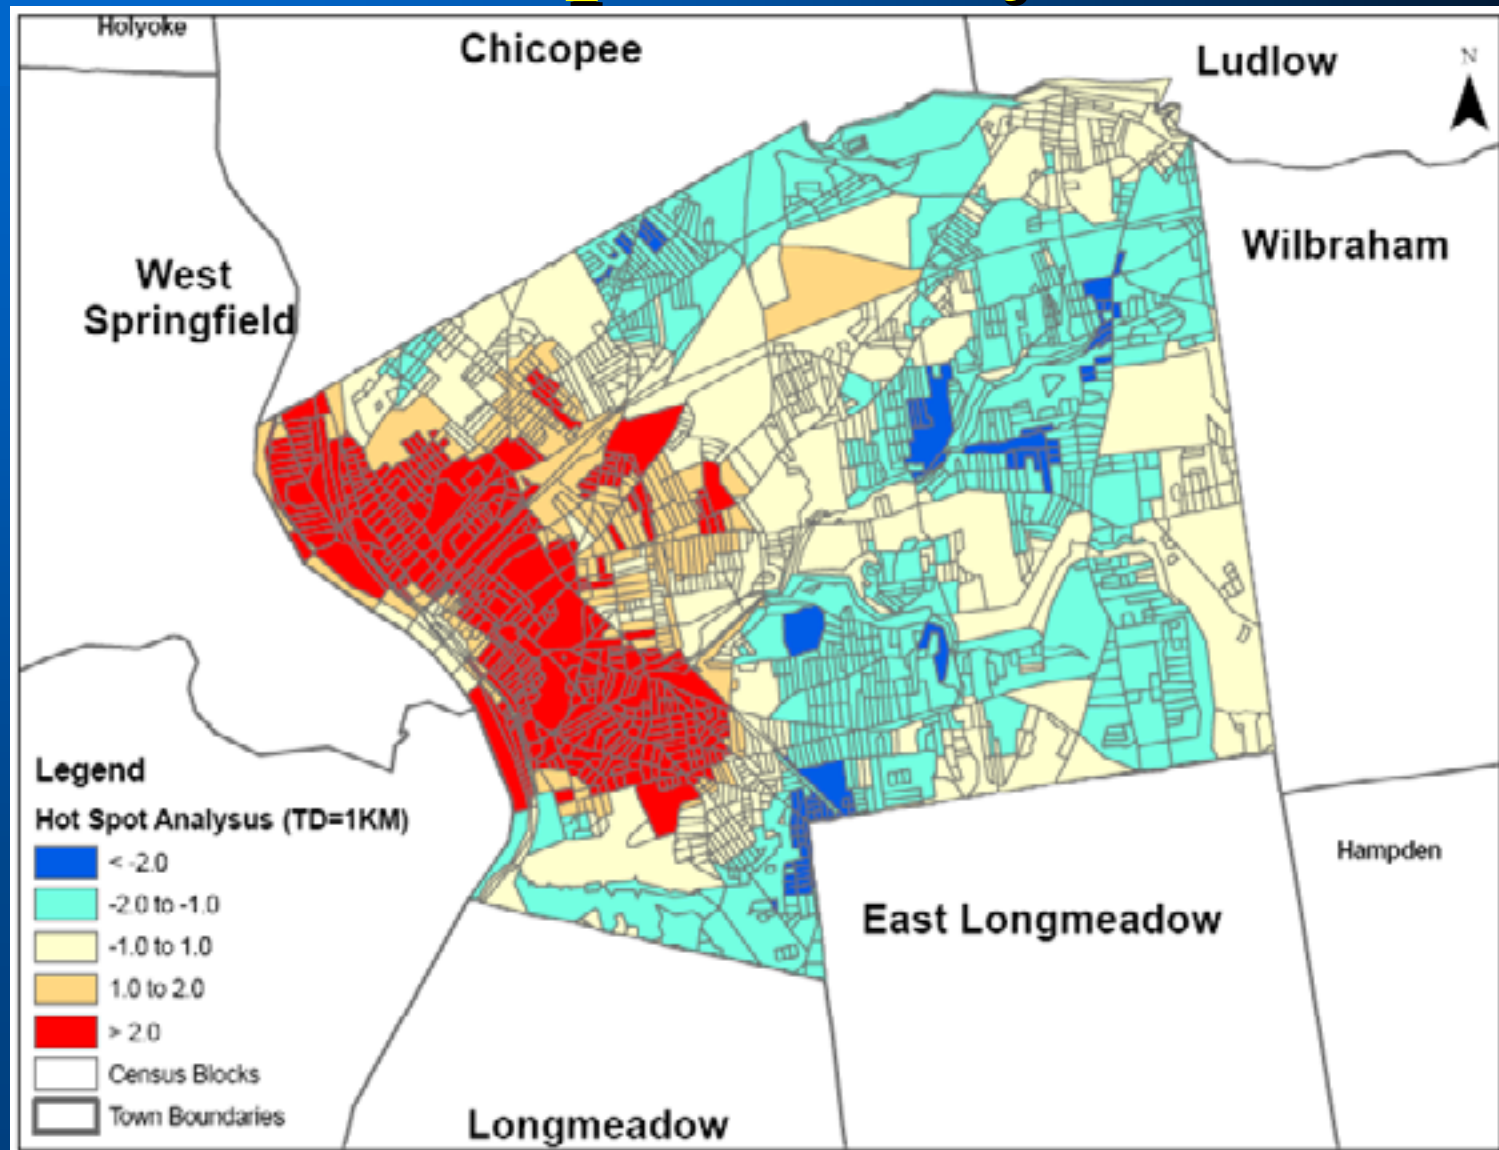 Holyoke
Chicopee
Ludlow
N
West
Springfield
Wilbraham
Legend
Hot Spot Analysus (TD=1KM)
< -2.0
-2.0 to -1.0
-1.0 to 1.0
1.0 to 2.0
> 2.0
Census Blocks
Town Boundaries
Hampden
East Longmeadow
Longmeadow